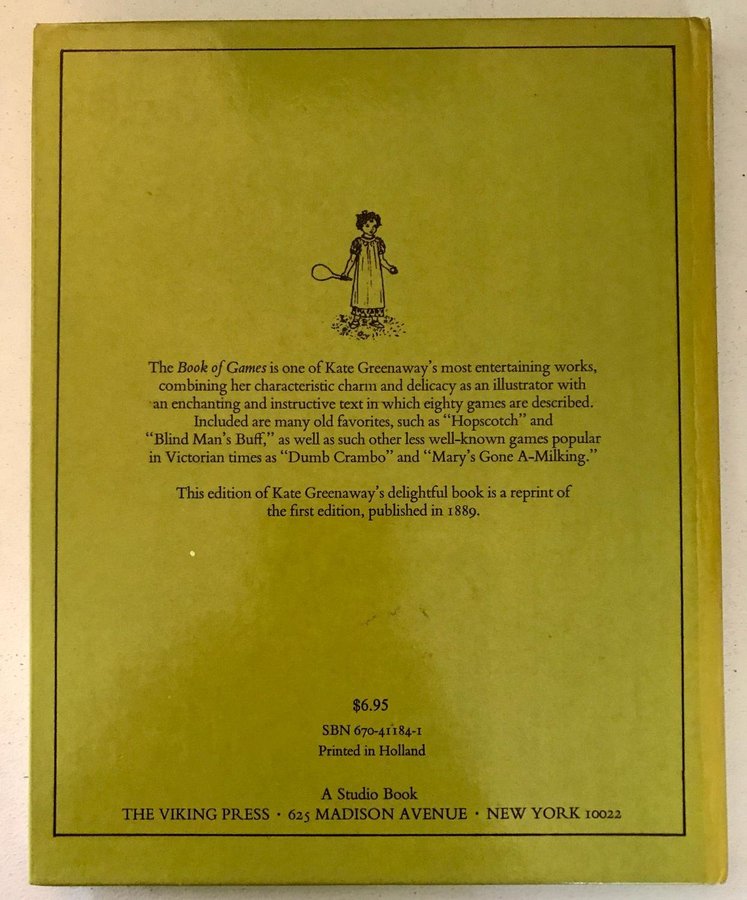 The Book of Games is one of Kate Greenaway's most entertaining works,
combining her characteristic charm and delicacy as an illustrator with
an enchanting and instructive text in which eighty games are described.
Included are many old favorites, such as "Hopscotch" and
"Blind Man's Buff," as well as such other less well-known games popular
in Victorian times as "Dumb Crambo" and "Mary's Gone A-Milking."
This edition of Kate Greenaway's delightful book is a reprint of
the first edition, published in 1889.
$6.95
SBN 670-41184-1
Printed in Holland
A Studio Book
THE VIKING PRESS · 625 MADISON AVENUE · NEW YORK 10022